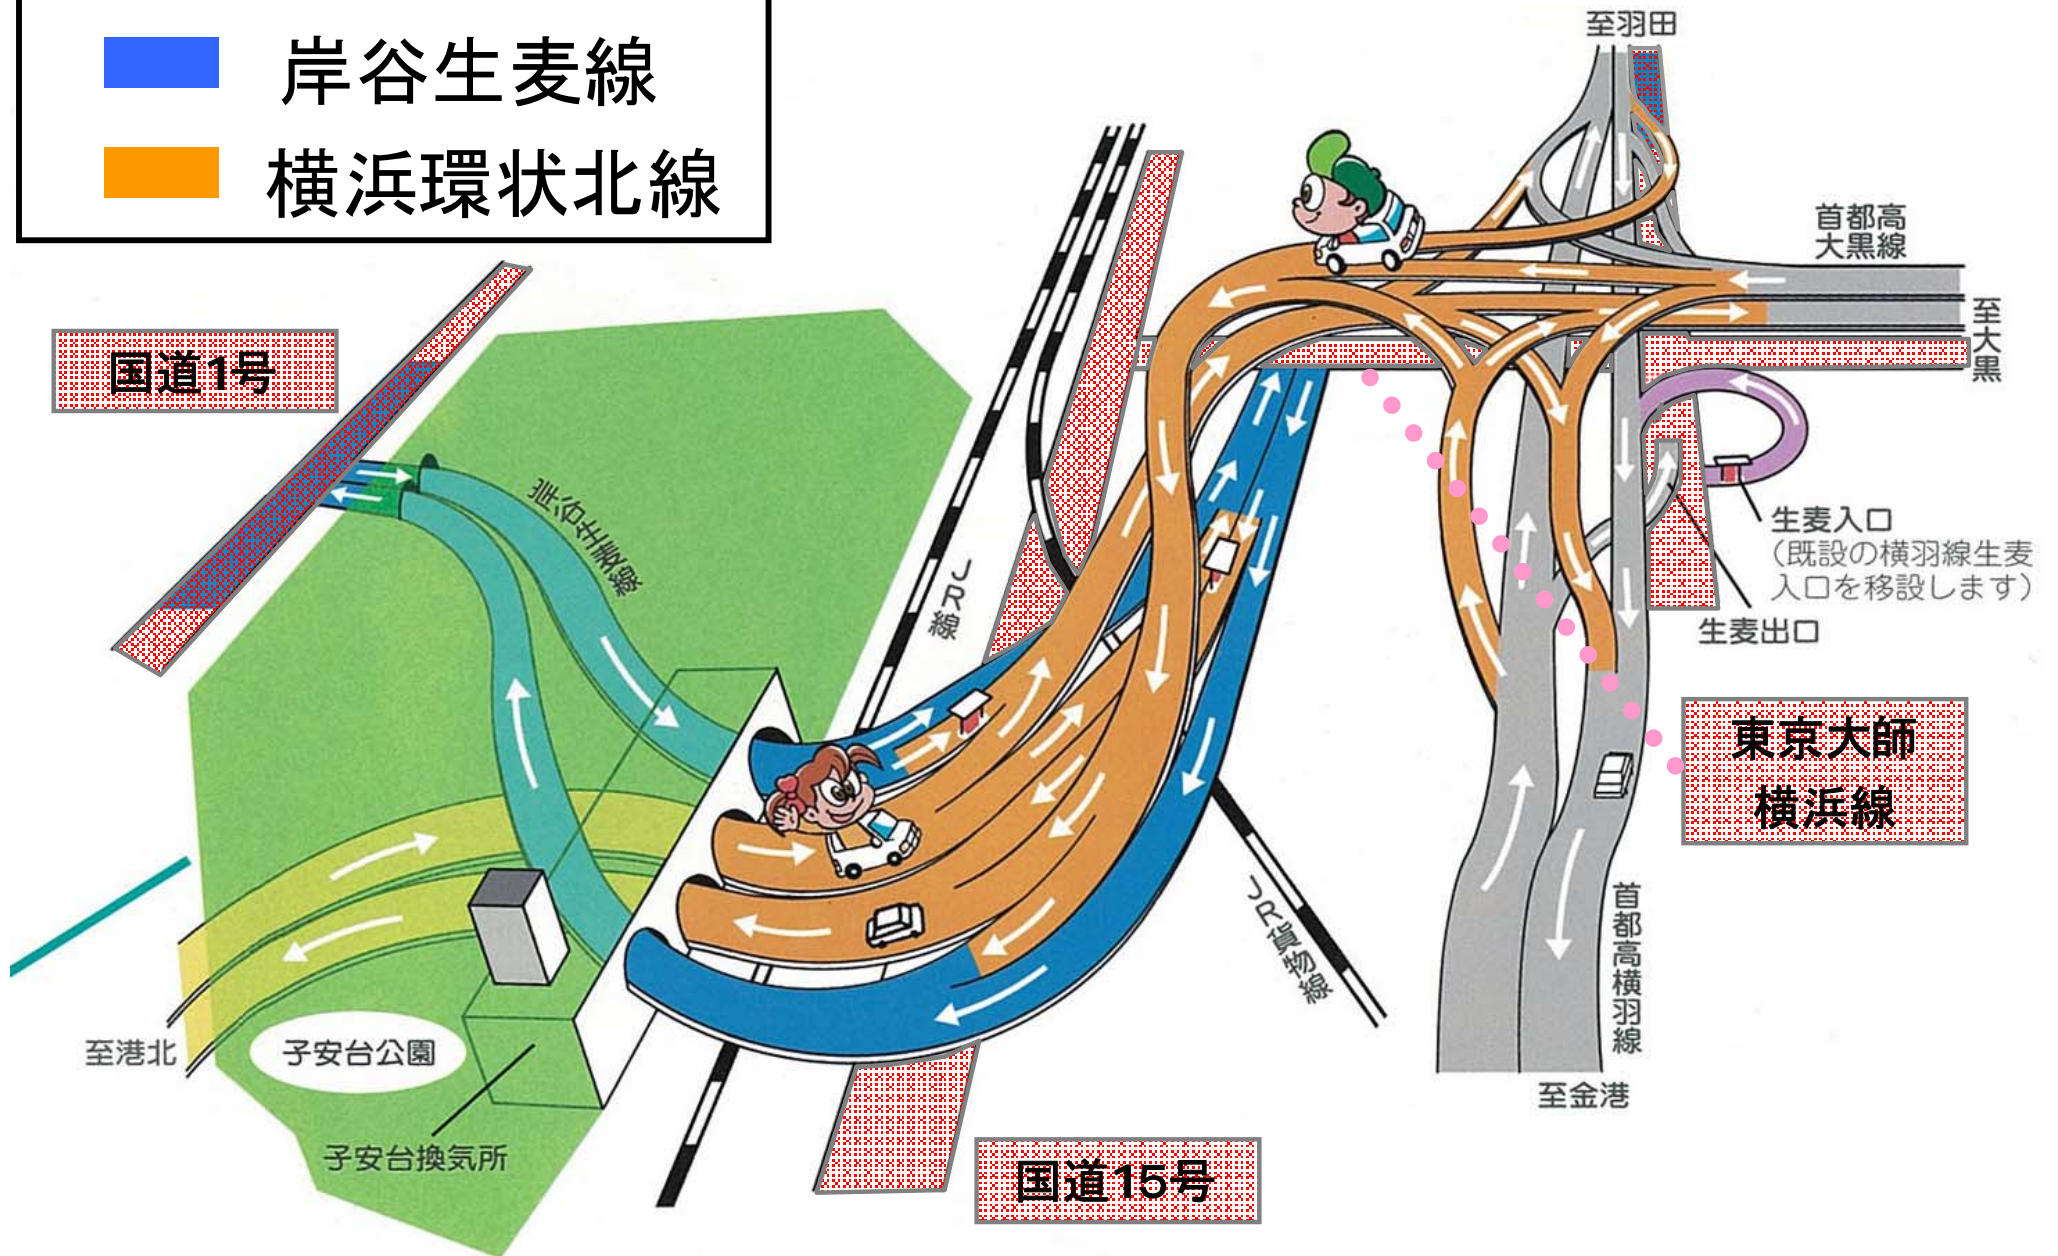 岸谷生麦線
横浜環状北線
至羽田
首都高
大黒線
至大黒
国道1号
岸谷生麦線
JR線
生麦入口
（既設の横羽線生麦
入口を移設します）
生麦出口
東京大師
横浜線
首都高横羽線
JR貨物線
至港北
子安台公園
至金港
子安台換気所
国道15号